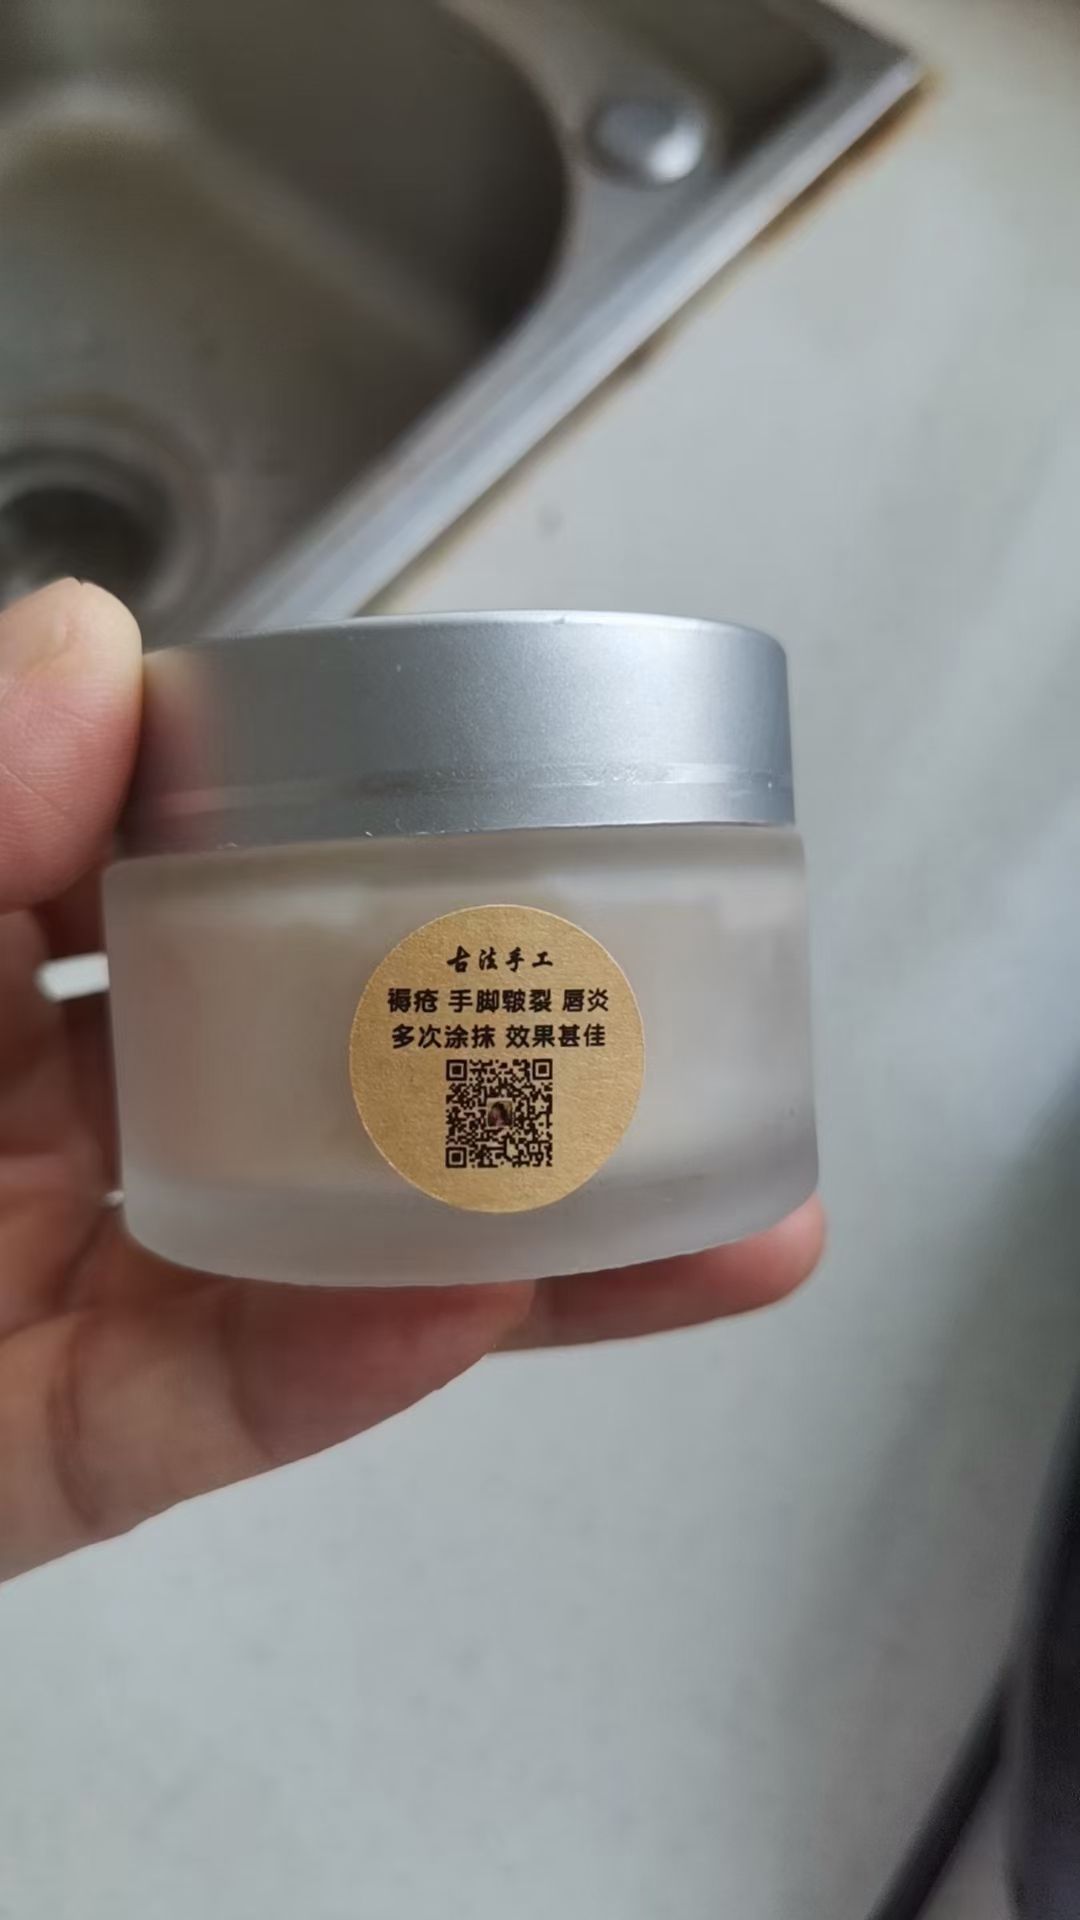 古法手工
褥疮 手脚皲裂 唇炎
多次涂抹 效果甚佳